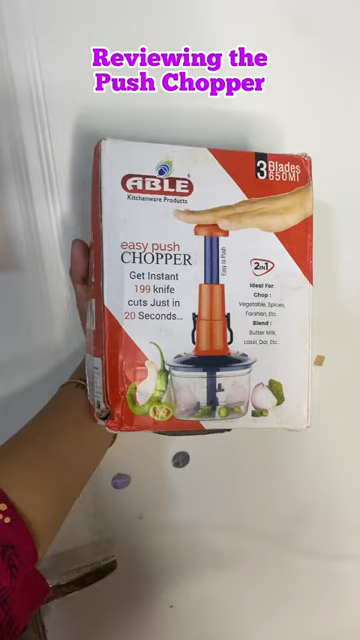 Reviewing the
Push Chopper
3 Blades
650Ml
ABLE
Kitchenware Products
easy push
CHOPPER
Get Instant
199 knife
cuts Just in
20 Seconds...
Easy to Push
2in1
Ideal For:
Chop :
Vegetable, Spices,
Farshan, Etc.
Blend :
Butter Milk,
Lassi, Dal, Etc.